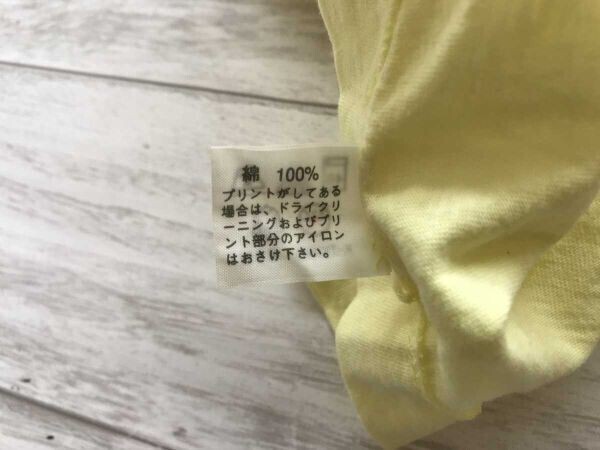 綿 100%
プリントがしてある
場合は、ドライクリ
ーニングおよびプリ
ント部分のアイロン
はおさけ下さい。